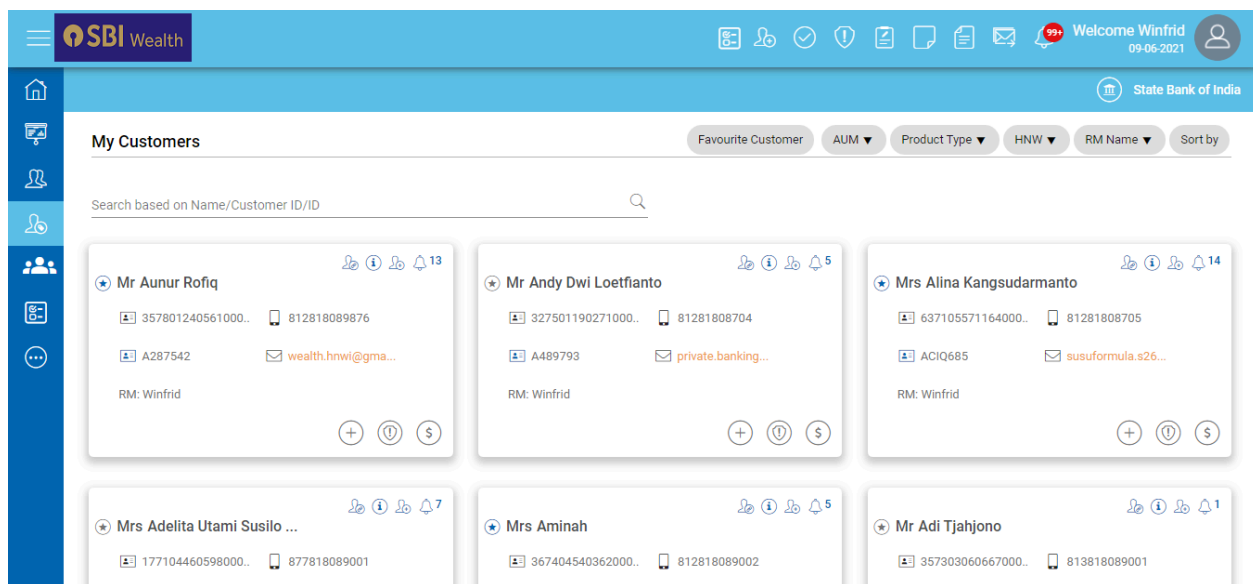 SBI Wealth
99+
Welcome Winfrid
09-06-2021
State Bank of India
My Customers
Favourite Customer
AUM ▼
Product Type ▼
HNW ▼
RM Name ▼
Sort by
Search based on Name/Customer ID/ID
13
Mr Aunur Rofiq
357801240561000..
812818089876
A287542
wealth.hnwi@gma...
RM: Winfrid
5
Mr Andy Dwi Loetfianto
327501190271000..
81281808704
A489793
private.banking...
RM: Winfrid
14
Mrs Alina Kangsudarmanto
637105571164000..
81281808705
ACIQ685
susuformula.s26...
RM: Winfrid
7
Mrs Adelita Utami Susilo ...
177104460598000..
877818089001
5
Mrs Aminah
367404540362000..
812818089002
1
Mr Adi Tjahjono
357303060667000..
813818089001